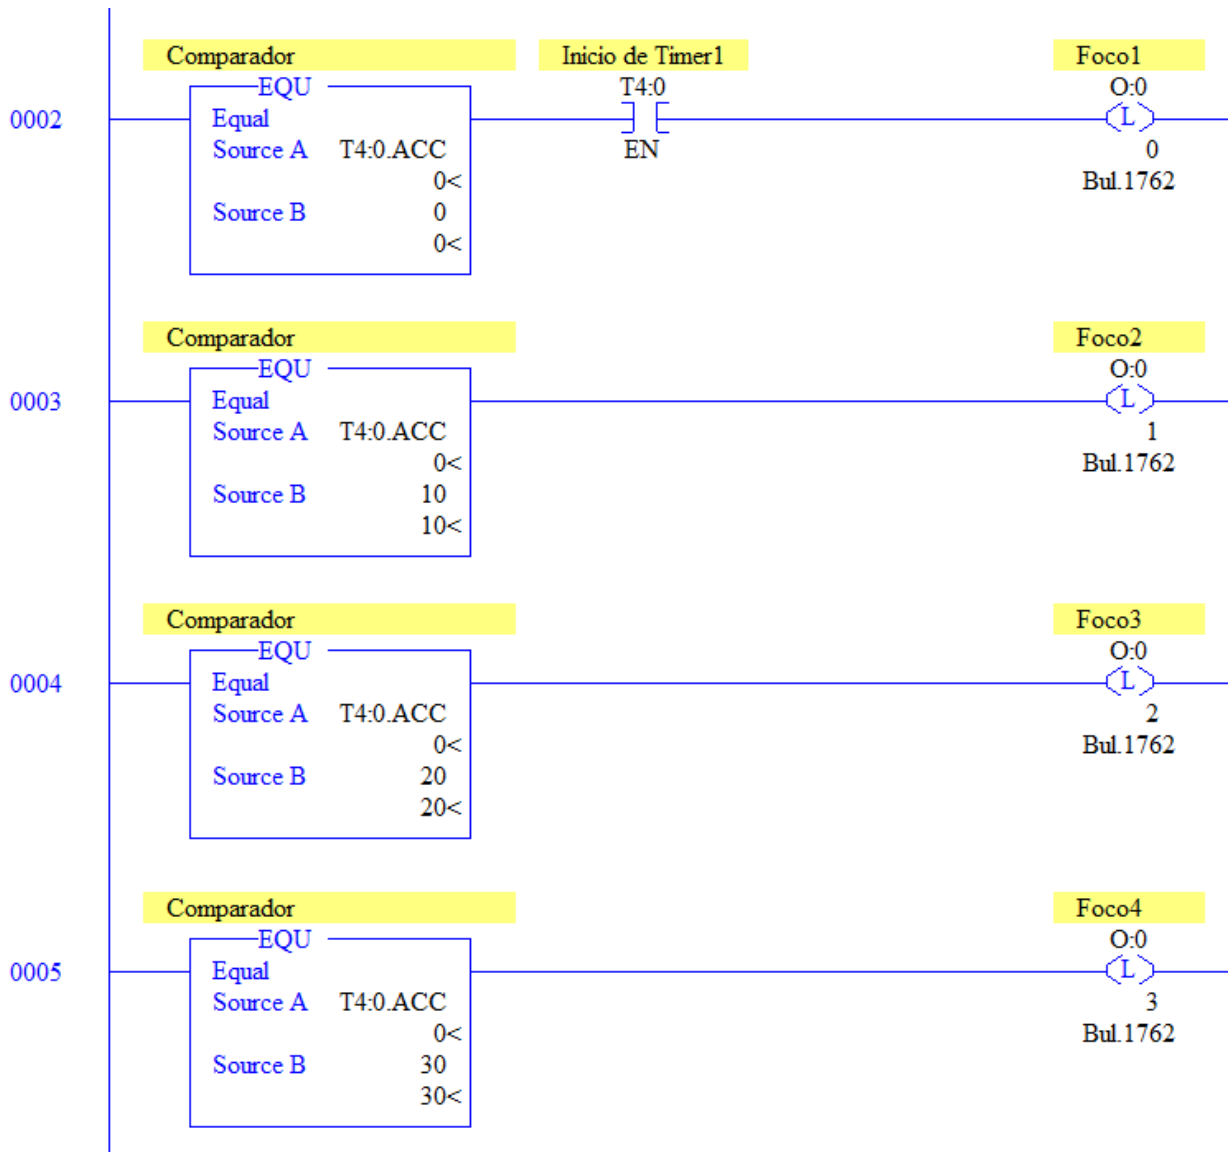 Comparador Inicio de Timer1 Foco1
EQU T4:0 O:0
0002 Equal L
Source A T4:0.ACC EN 0
0< Bul.1762
Source B 0
0<
Comparador Foco2
EQU O:0
0003 Equal L
Source A T4:0.ACC 1
0< Bul.1762
Source B 10
10<
Comparador Foco3
EQU O:0
0004 Equal L
Source A T4:0.ACC 2
0< Bul.1762
Source B 20
20<
Comparador Foco4
EQU O:0
0005 Equal L
Source A T4:0.ACC 3
0< Bul.1762
Source B 30
30<